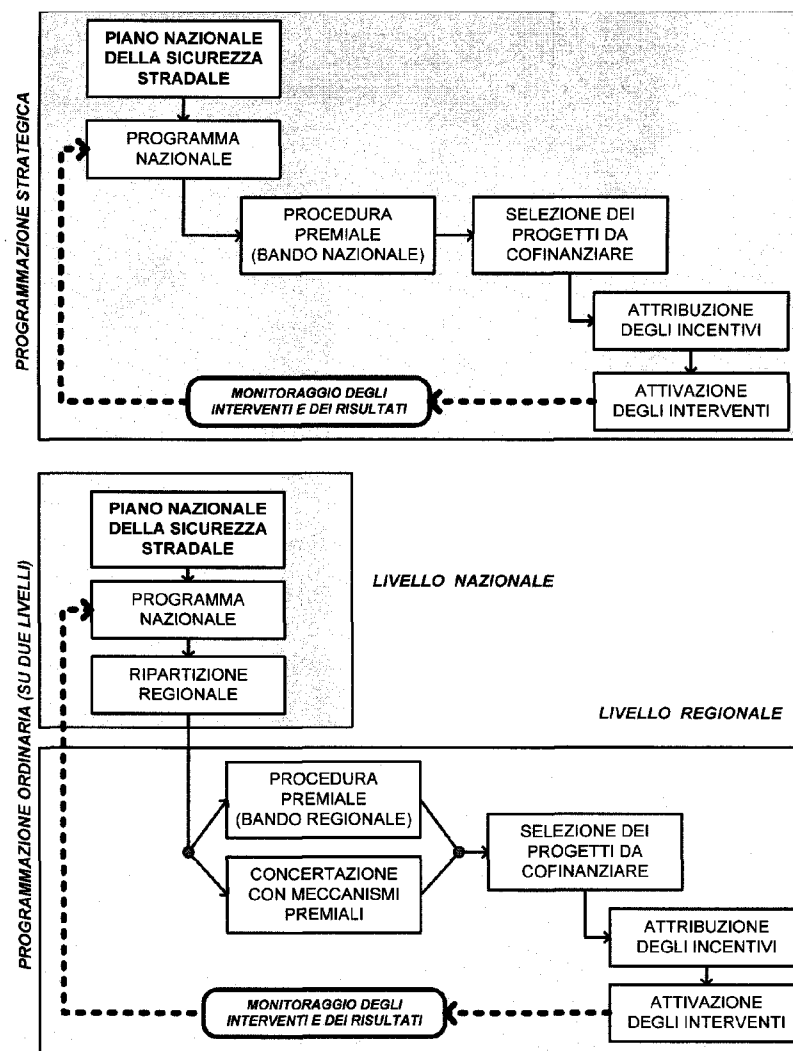 PROGRAMMAZIONE STRATEGICA
PIANO NAZIONALE
DELLA SICUREZZA
STRADALE
PROGRAMMA
NAZIONALE
PROCEDURA
PREMIALE
(BANDO NAZIONALE)
SELEZIONE DEI
PROGETTI DA
COFINANZIARE
ATTRIBUZIONE
DEGLI INCENTIVI
ATTIVAZIONE
DEGLI INTERVENTI
MONITORAGGIO DEGLI
INTERVENTI E DEI RISULTATI
PROGRAMMAZIONE ORDINARIA (SU DUE LIVELLI)
PIANO NAZIONALE
DELLA SICUREZZA
STRADALE
PROGRAMMA
NAZIONALE
RIPARTIZIONE
REGIONALE
LIVELLO NAZIONALE
LIVELLO REGIONALE
PROCEDURA
PREMIALE
(BANDO REGIONALE)
CONCERTAZIONE
CON MECCANISMI
PREMIALI
SELEZIONE DEI
PROGETTI DA
COFINANZIARE
ATTRIBUZIONE
DEGLI INCENTIVI
ATTIVAZIONE
DEGLI INTERVENTI
MONITORAGGIO DEGLI
INTERVENTI E DEI RISULTATI